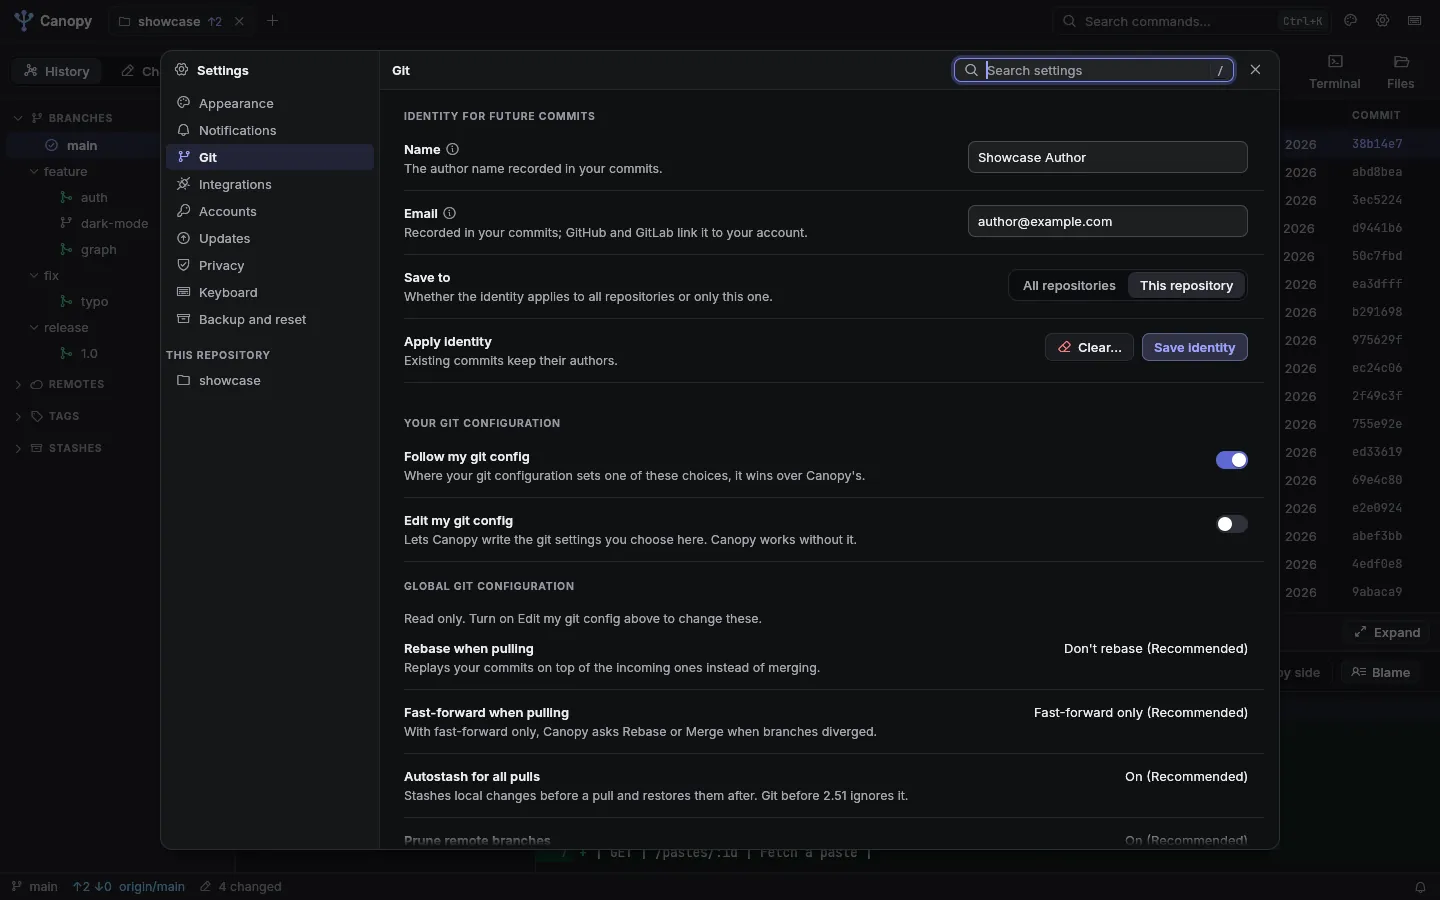 Canopy
showcase ↑2
Search commands...
Ctrl+K
History
Ch
Terminal
Files
BRANCHES
main
feature
auth
dark-mode
graph
fix
typo
release
1.0
REMOTES
TAGS
STASHES
Settings
Appearance
Notifications
Git
Integrations
Accounts
Updates
Privacy
Keyboard
Backup and reset
THIS REPOSITORY
showcase
Git
Search settings
/
IDENTITY FOR FUTURE COMMITS
Name
The author name recorded in your commits.
Showcase Author
Email
Recorded in your commits; GitHub and GitLab link it to your account.
author@example.com
Save to
Whether the identity applies to all repositories or only this one.
All repositories
This repository
Apply identity
Existing commits keep their authors.
Clear...
Save identity
YOUR GIT CONFIGURATION
Follow my git config
Where your git configuration sets one of these choices, it wins over Canopy's.
Edit my git config
Lets Canopy write the git settings you choose here. Canopy works without it.
GLOBAL GIT CONFIGURATION
Read only. Turn on Edit my git config above to change these.
Rebase when pulling
Replays your commits on top of the incoming ones instead of merging.
Don't rebase (Recommended)
Fast-forward when pulling
With fast-forward only, Canopy asks Rebase or Merge when branches diverged.
Fast-forward only (Recommended)
Autostash for all pulls
Stashes local changes before a pull and restores them after. Git before 2.51 ignores it.
On (Recommended)
Prune remote branches
On (Recommended)
COMMIT
2026 38b14e7
abd8bea
2026 3ec5224
2026 d9441b6
2026 50c7fbd
2026 ea3dfff
2026 b291698
2026 975629f
2026 ec24c06
2026 2f49c3f
2026 755e92e
2026 ed33619
2026 69e4c80
2026 e2e0924
2026 abef3bb
2026 4edf0e8
2026 9abaca9
Expand
by side
Blame
7 + | GET | /pastes/:id | Fetch a paste |
main ↑2 ↓0 origin/main 4 changed